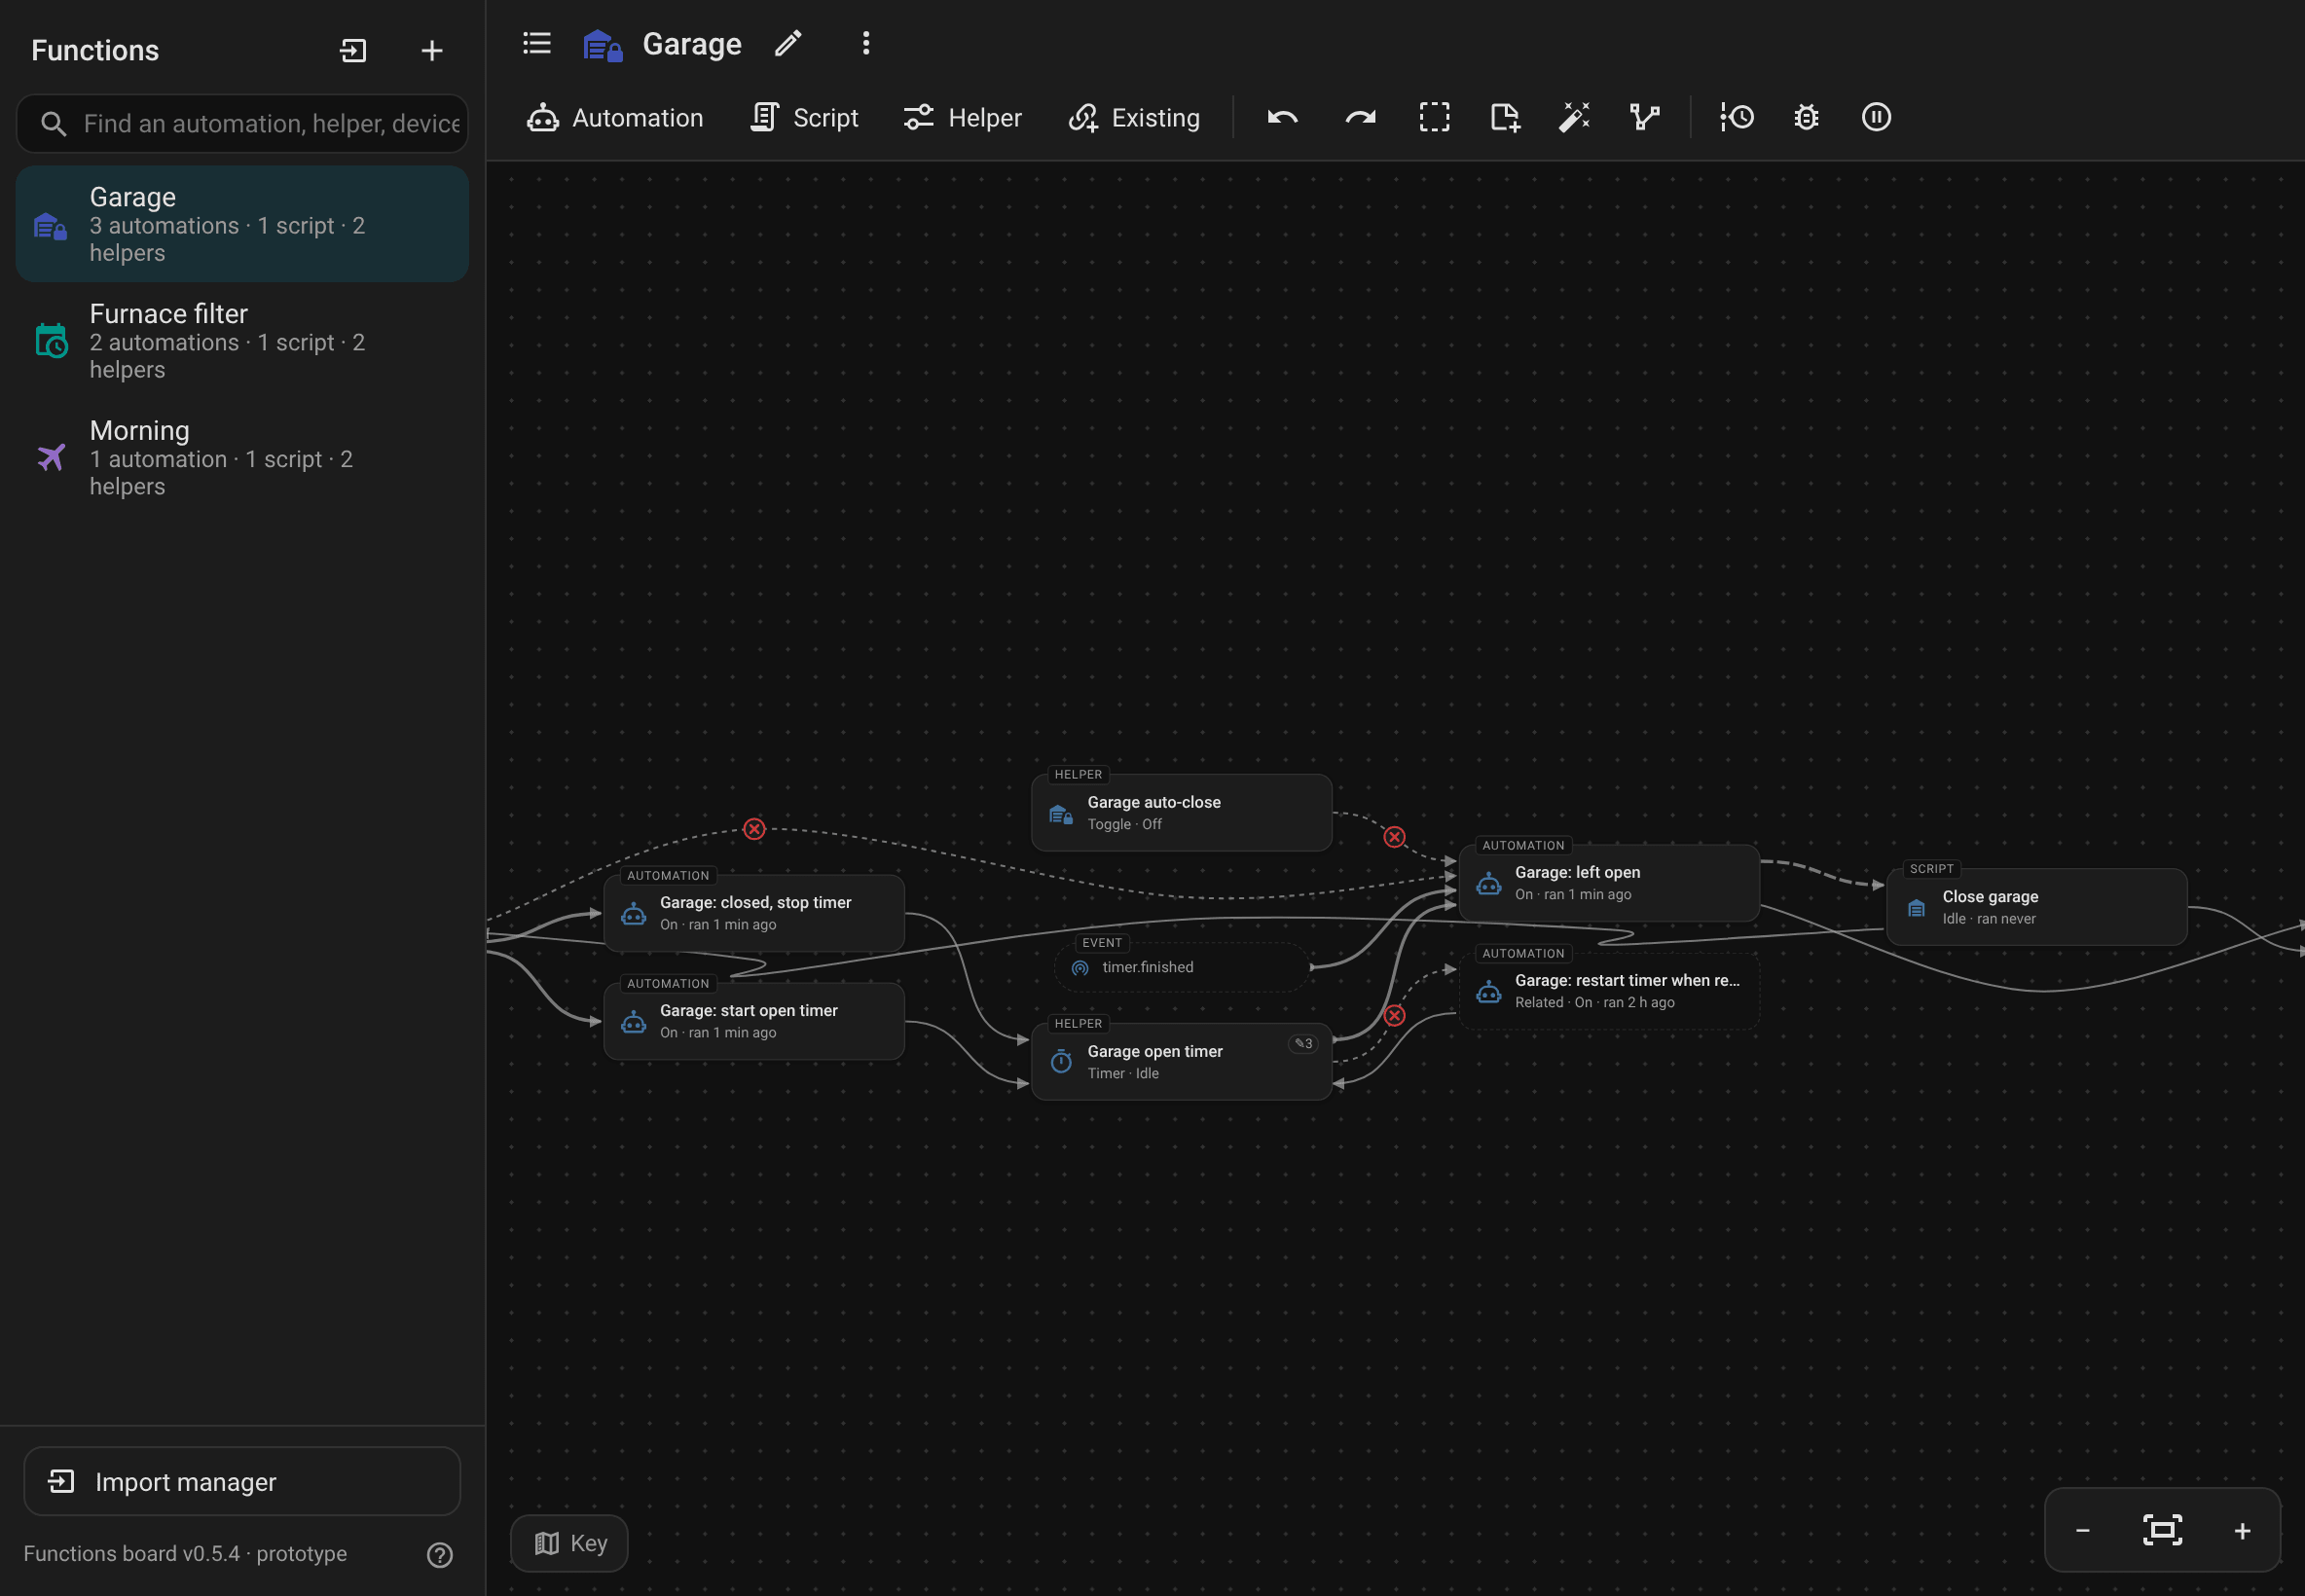 Functions
Find an automation, helper, device
Garage
3 automations · 1 script · 2
helpers
Furnace filter
2 automations · 1 script · 2
helpers
Morning
1 automation · 1 script · 2
helpers
Import manager
Functions board v0.5.4 · prototype
Garage
Automation
Script
Helper
Existing
HELPER
Garage auto-close
Toggle · Off
AUTOMATION
Garage: left open
On · ran 1 min ago
SCRIPT
Close garage
Idle · ran never
AUTOMATION
Garage: closed, stop timer
On · ran 1 min ago
EVENT
timer.finished
AUTOMATION
Garage: restart timer when re...
Related · On · ran 2 h ago
AUTOMATION
Garage: start open timer
On · ran 1 min ago
HELPER
Garage open timer
Timer · Idle
✎3
Key